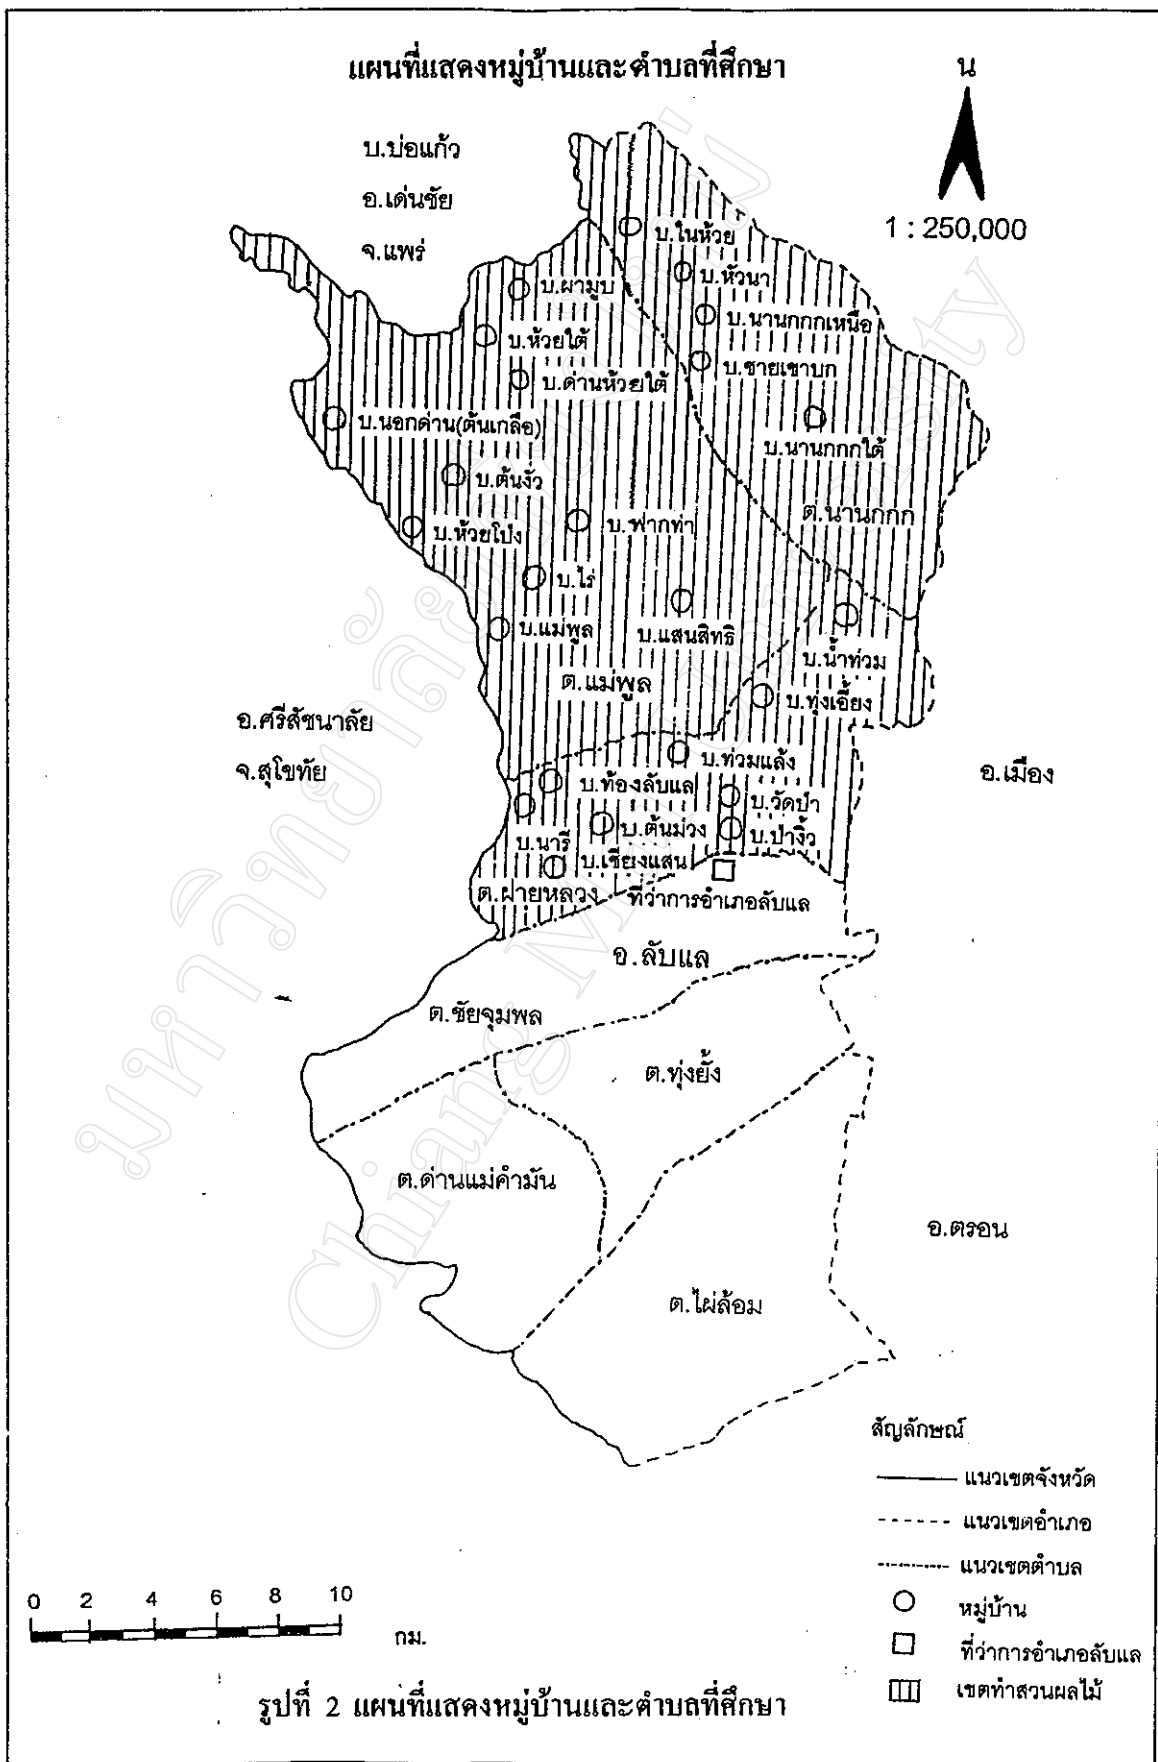 แผนที่แสดงหมู่บ้านและตำบลที่ศึกษา
น
1 : 250,000
บ.บ่อแก้ว
อ.เด่นชัย
จ.แพร่
บ.ในห้วย
บ.หัวนา
บ.ผามูบ
บ.นานกกกเหนือ
บ.ห้วยใต้
บ.ชายเขาบก
บ.ด่านห้วยใต้
บ.นอกด่าน(ต้นเกลือ)
บ.นานกกกใต้
บ.ต้นงิ้ว
ต.นานกกก
บ.ห้วยโป่ง
บ.ฟากท่า
บ.ไร่
บ.แม่พูล
บ.แสนสิทธิ
บ.น้ำท่วม
ต.แม่พูล
บ.ทุ่งเอี้ยง
อ.ศรีสัชนาลัย
จ.สุโขทัย
บ.ท่วมแล้ง
อ.เมือง
บ.ท้องลับแล
บ.วัดป่า
บ.นารี
บ.ต้นม่วง
บ.ป่างิ้ว
บ.เชียงแสน
ต.ฝายหลวง
ที่ว่าการอำเภอลับแล
อ.ลับแล
ต.ชัยจุมพล
ต.ทุ่งยั้ง
ต.ด่านแม่คำมัน
อ.ตรอน
ต.ไผ่ล้อม
สัญลักษณ์
แนวเขตจังหวัด
แนวเขตอำเภอ
แนวเขตตำบล
หมู่บ้าน
ที่ว่าการอำเภอลับแล
เขตทำสวนผลไม้
0 2 4 6 8 10
กม.
รูปที่ 2 แผนที่แสดงหมู่บ้านและตำบลที่ศึกษา
มหาวิทยาลัยเชียงใหม่
Chiang Mai University